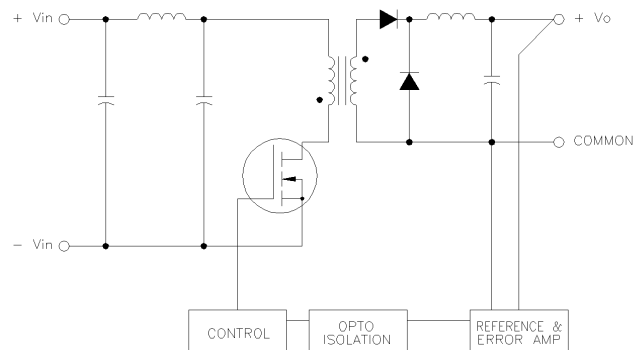 + Vin
+ Vo
COMMON
− Vin
CONTROL
OPTO
ISOLATION
REFERENCE &
ERROR AMP